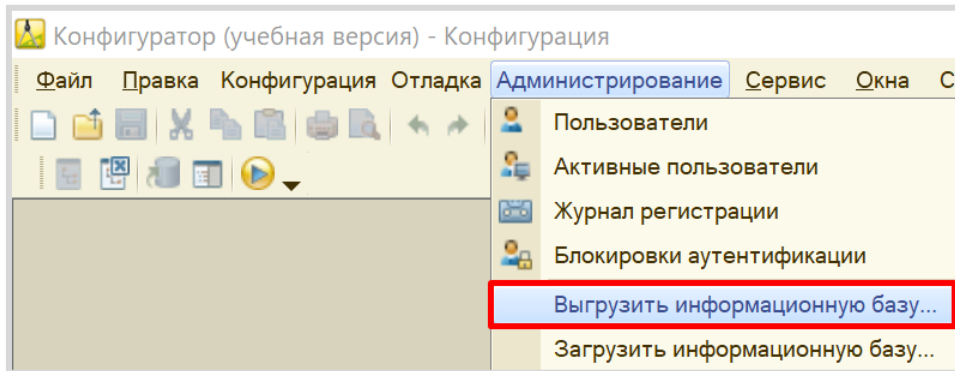 Конфигуратор (учебная версия) - Конфигурация
Файл Правка Конфигурация Отладка Администрирование Сервис Окна С
Пользователи
Активные пользователи
Журнал регистрации
Блокировки аутентификации
Выгрузить информационную базу...
Загрузить информационную базу...